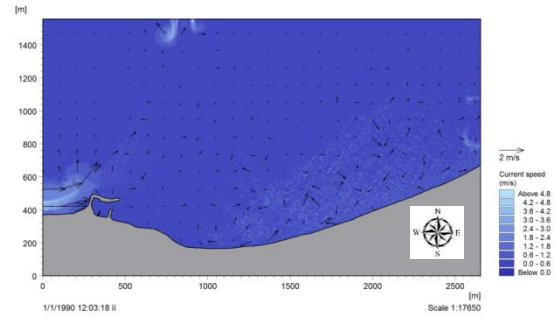 [m]
1400
1200
1000
800
600
400
200
0
0 500 1000 1500 2000 2500
[m]
1/1/1990 12:03:18 ÿÿ
Scale 1:17650
2 m/s
Current speed
(m/s)
Above 4.8
4.2 - 4.8
3.6 - 4.2
3.0 - 3.6
2.4 - 3.0
1.8 - 2.4
1.2 - 1.8
0.6 - 1.2
0.0 - 0.6
Below 0.0
N
W E
S